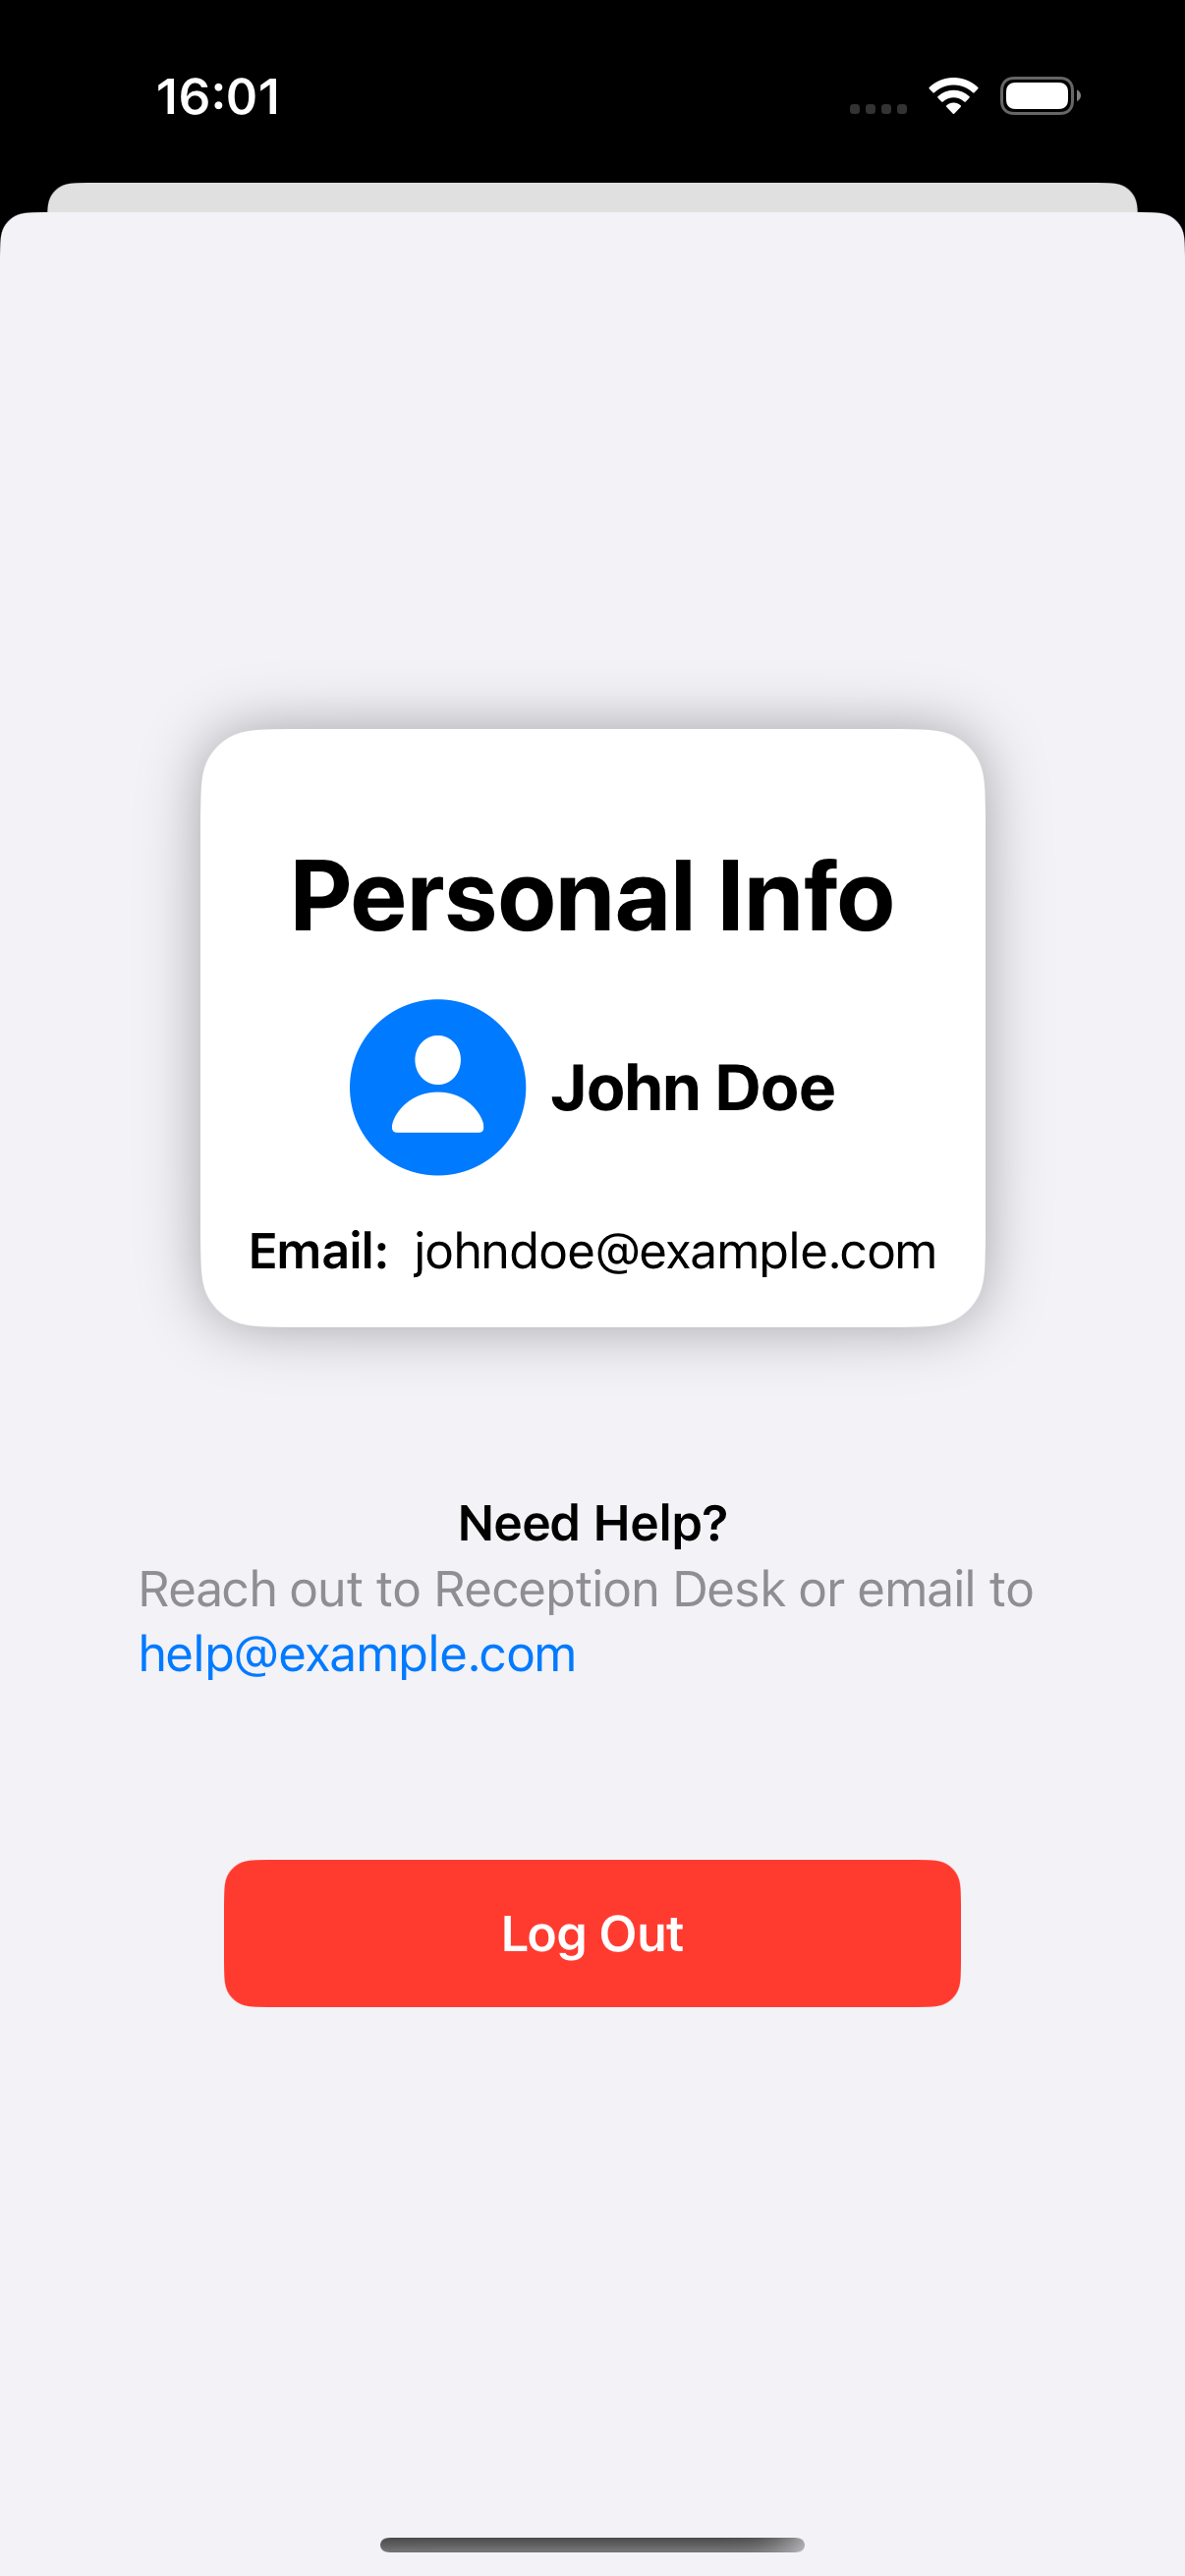 16:01
Personal Info
John Doe
Email: johndoe@example.com
Need Help?
Reach out to Reception Desk or email to
help@example.com
Log Out